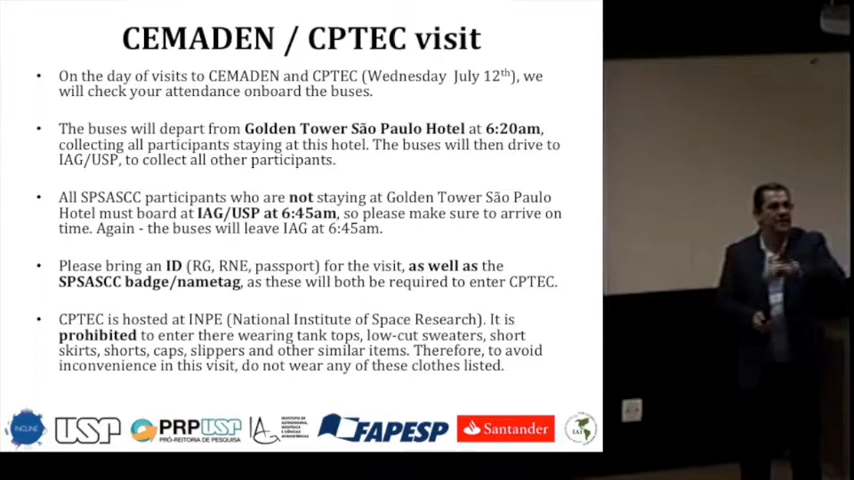 CEMADEN / CPTEC visit
• On the day of visits to CEMADEN and CPTEC (Wednesday July 12th), we
will check your attendance onboard the buses.
• The buses will depart from Golden Tower São Paulo Hotel at 6:20am,
collecting all participants staying at this hotel. The buses will then drive to
IAG/USP, to collect all other participants.
• All SPSASCC participants who are not staying at Golden Tower São Paulo
Hotel must board at IAG/USP at 6:45am, so please make sure to arrive on
time. Again - the buses will leave IAG at 6:45am.
• Please bring an ID (RG, RNE, passport) for the visit, as well as the
SPSASCC badge/nametag, as these will both be required to enter CPTEC.
• CPTEC is hosted at INPE (National Institute of Space Research). It is
prohibited to enter there wearing tank tops, low-cut sweaters, short
skirts, shorts, caps, slippers and other similar items. Therefore, to avoid
inconvenience in this visit, do not wear any of these clothes listed.
INCLINE
USP
PRPUSP
PRÓ-REITORIA DE PESQUISA
IAG
INSTITUTO DE
ASTRONOMIA,
GEOFÍSICA
E CIÊNCIAS
ATMOSFÉRICAS
FAPESP
Santander
IAI